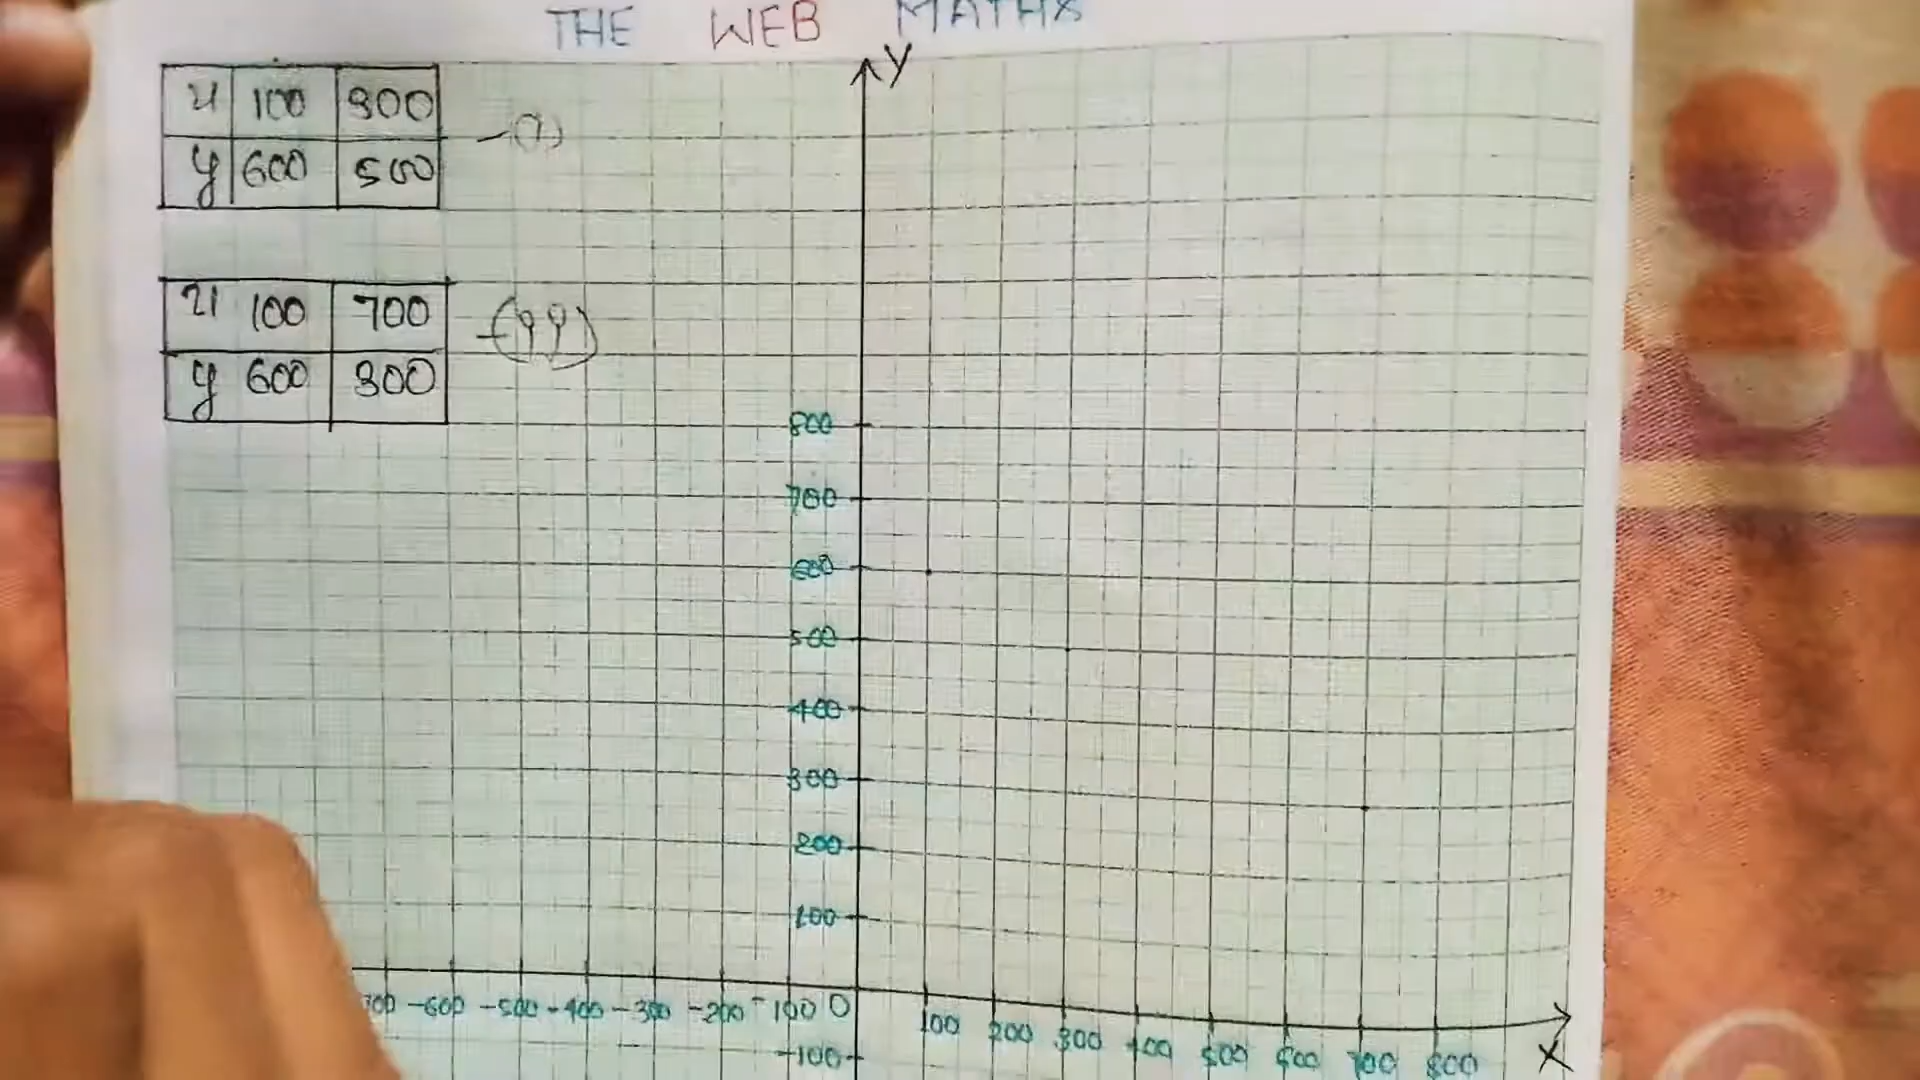 THE WEB MATHS
Y
x 100 300
y 600 500
-(i)
x 100 700
y 600 300
-(ii)
800
700
600
500
400
300
200
100
-600 -500 -400 -300 -200 -100 0 100 200 300 400 500 600 700 800
X
-100